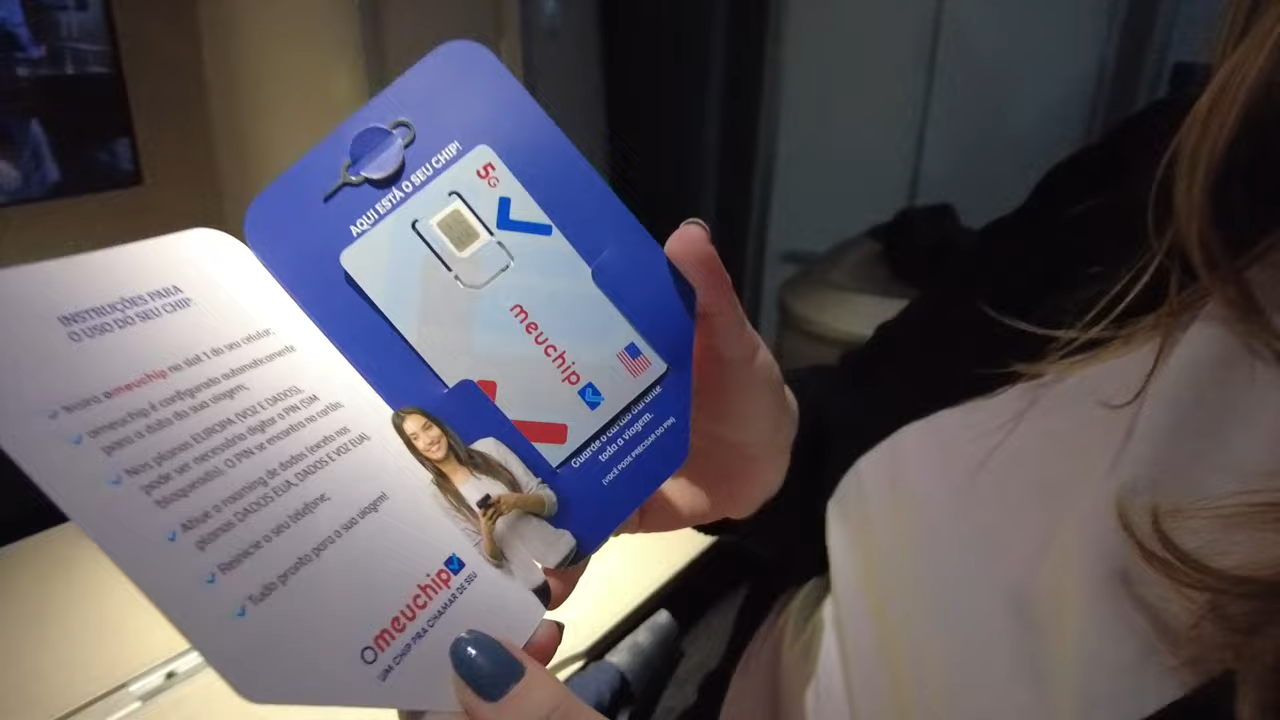 INSTRUÇÕES PARA
O USO DO SEU CHIP
Insira omeuchip no slot 1 do seu celular;
omeuchip é configurado automaticamente
para a data da sua viagem;
Nos planos EUROPA (VOZ E DADOS),
pode ser necessário digitar o PIN (SIM
bloqueado). O PIN se encontra no cartão;
Ative o roaming de dados (exceto nos
planos DADOS EUA, DADOS E VOZ EUA);
Reinicie o seu telefone;
Tudo pronto para a sua viagem!
Omeuchip
UM CHIP PRA CHAMAR DE SEU
AQUI ESTÁ O SEU CHIP!
5G
meuchip
Guarde o cartão durante
toda a viagem.
(VOCÊ PODE PRECISAR DO PIN)